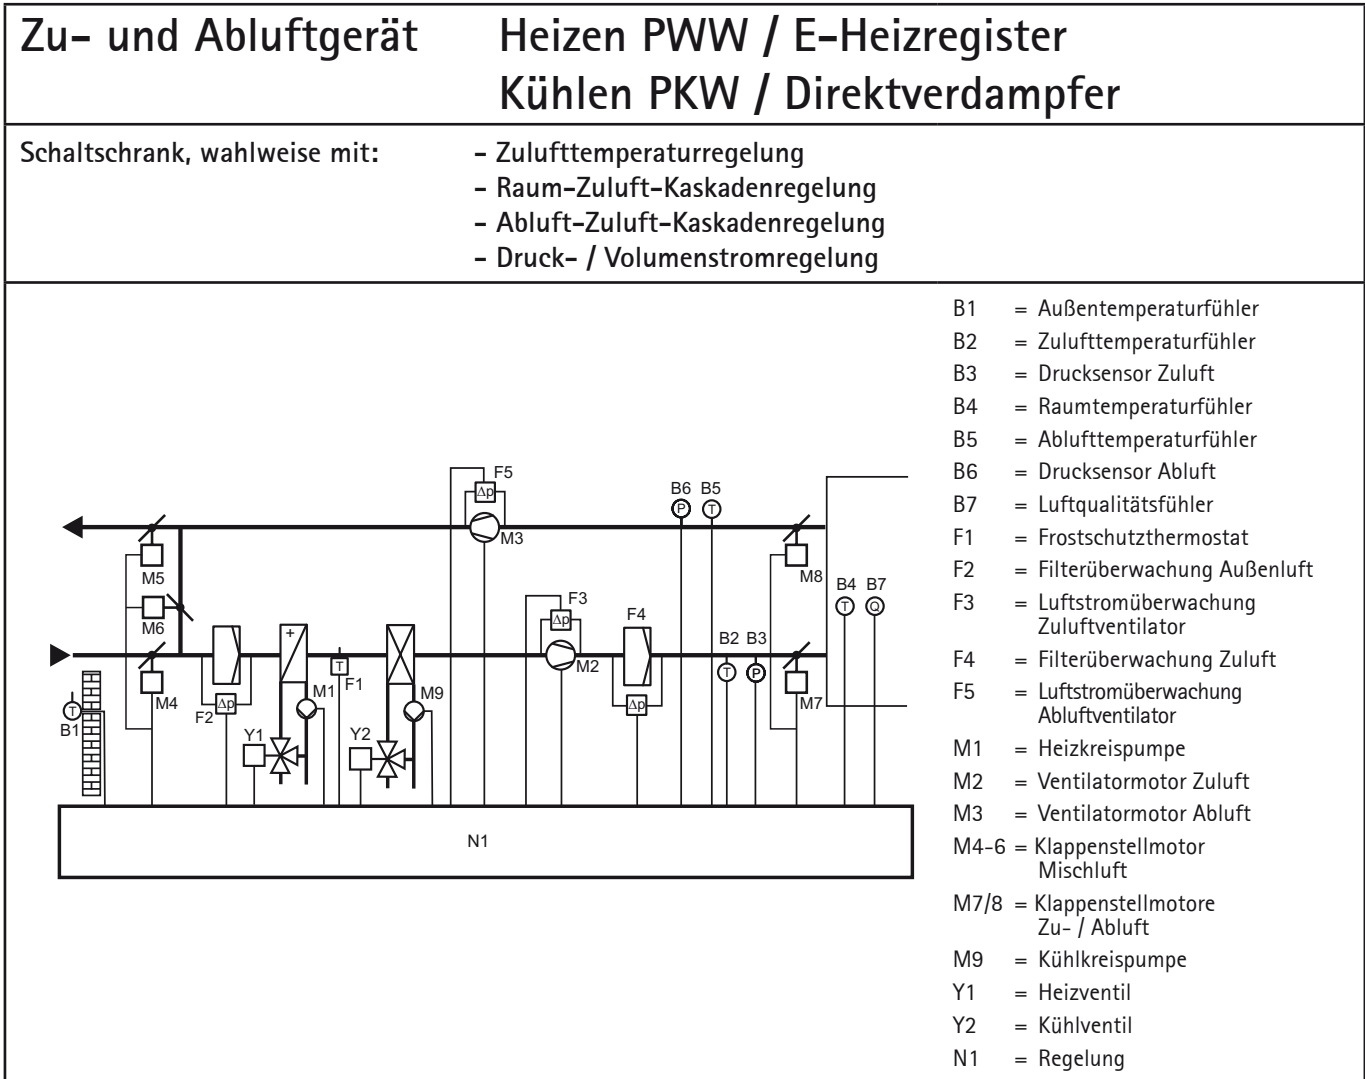 Zu- und Abluftgerät Heizen PWW / E-Heizregister
Kühlen PKW / Direktverdampfer
Schaltschrank, wahlweise mit: - Zulufttemperaturregelung
- Raum-Zuluft-Kaskadenregelung
- Abluft-Zuluft-Kaskadenregelung
- Druck- / Volumenstromregelung
F5
Δp
M3
B6
P
B5
T
M8
M5
M6
B4
T
B7
Q
F3
Δp
M2
F4
Δp
B2
T
B3
P
M7
M4
T
B1
F2
Δp
+
M1
T
F1
M9
Y1
Y2
N1
B1 = Außentemperaturfühler
B2 = Zulufttemperaturfühler
B3 = Drucksensor Zuluft
B4 = Raumtemperaturfühler
B5 = Ablufttemperaturfühler
B6 = Drucksensor Abluft
B7 = Luftqualitätsfühler
F1 = Frostschutzthermostat
F2 = Filterüberwachung Außenluft
F3 = Luftstromüberwachung
Zuluftventilator
F4 = Filterüberwachung Zuluft
F5 = Luftstromüberwachung
Abluftventilator
M1 = Heizkreispumpe
M2 = Ventilatormotor Zuluft
M3 = Ventilatormotor Abluft
M4-6 = Klappenstellmotor
Mischluft
M7/8 = Klappenstellmotore
Zu- / Abluft
M9 = Kühlkreispumpe
Y1 = Heizventil
Y2 = Kühlventil
N1 = Regelung